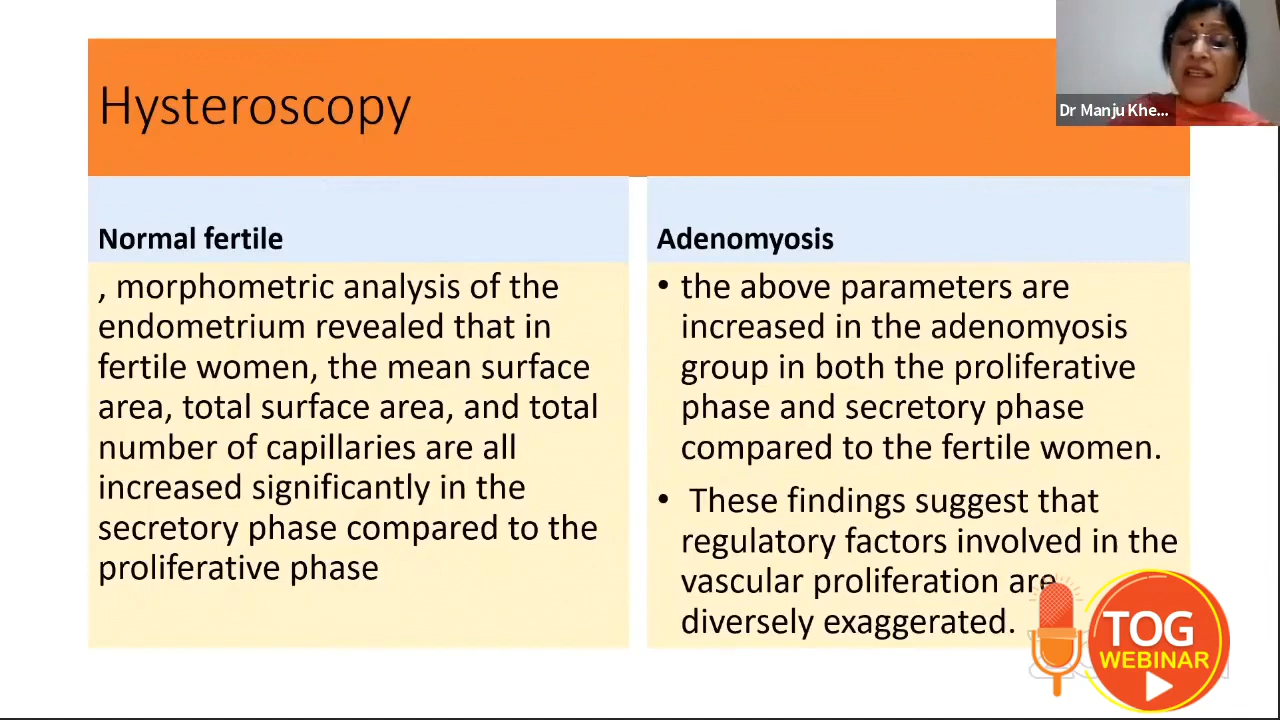 Hysteroscopy
Dr Manju Khe...
Normal fertile
, morphometric analysis of the
endometrium revealed that in
fertile women, the mean surface
area, total surface area, and total
number of capillaries are all
increased significantly in the
secretory phase compared to the
proliferative phase
Adenomyosis
• the above parameters are
increased in the adenomyosis
group in both the proliferative
phase and secretory phase
compared to the fertile women.
• These findings suggest that
regulatory factors involved in the
vascular proliferation are
diversely exaggerated.
TOG
WEBINAR